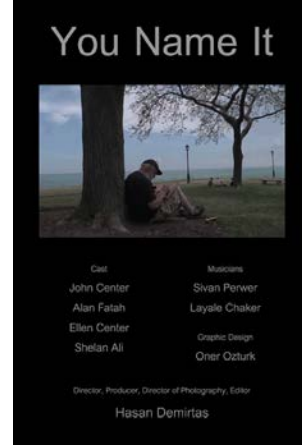 You Name It
Cast
John Center
Alan Fatah
Ellen Center
Shelan Ali
Musicians
Sivan Perwer
Layale Chaker
Graphic Design
Oner Ozturk
Director, Producer, Director of Photography, Editor
Hasan Demirtas